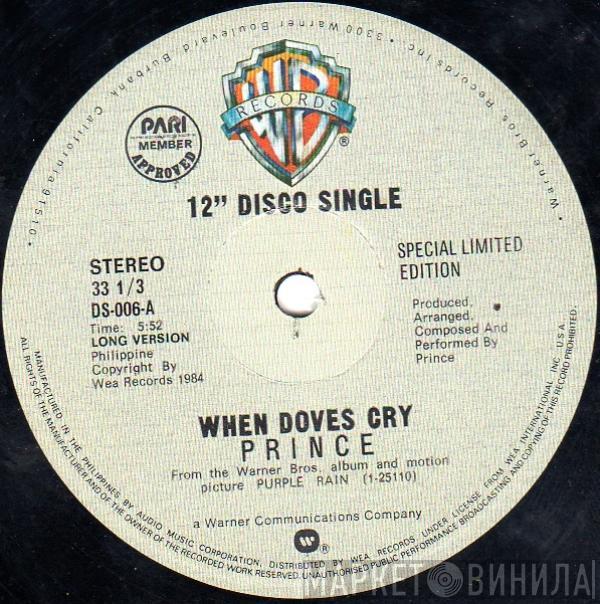 3300 Warner Boulevard, Burbank, California 91510 • Warner Bros. Records Inc. •
WB
RECORDS
®
PARI
MEMBER
APPROVED
12” DISCO SINGLE
STEREO
33 1/3
DS-006-A
Time: 5:52
LONG VERSION
Philippine
Copyright By
Wea Records 1984
SPECIAL LIMITED
EDITION
Produced,
Arranged,
Composed And
Performed By
Prince
WHEN DOVES CRY
PRINCE
From the Warner Bros. album and motion
picture PURPLE RAIN (1-25110)
a Warner Communications Company
®
MANUFACTURED IN THE PHILIPPINES BY AUDIO MUSIC CORPORATION, DISTRIBUTED BY WEA RECORDS, UNDER LICENSE FROM WEA INTERNATIONAL INC. U.S.A.
ALL RIGHTS OF THE MANUFACTURER AND OF THE OWNER OF THE RECORDED WORK RESERVED. UNAUTHORISED PUBLIC PERFORMANCE BROADCASTING AND COPYING OF THIS RECORD PROHIBITED.
МАРКЕТ ВИНИЛА